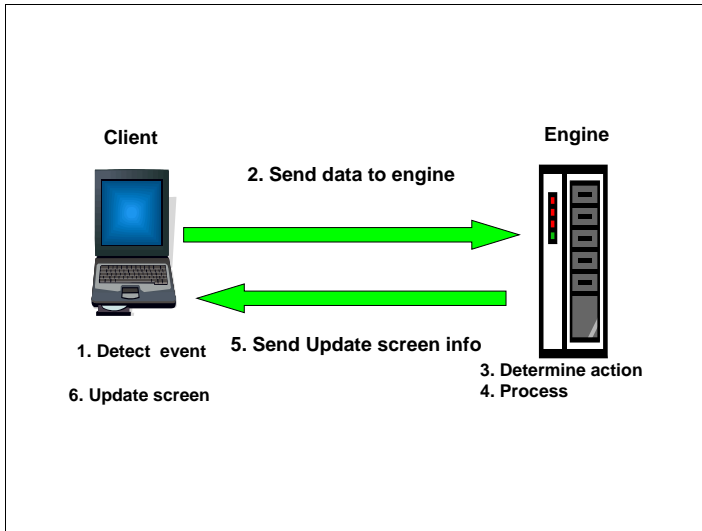 Client
Engine
2. Send data to engine
5. Send Update screen info
1. Detect event
6. Update screen
3. Determine action
4. Process